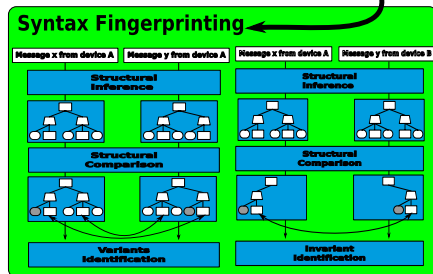 Syntax Fingerprinting
Message x from device A
Message y from device A
Structural
Inference
Structural
Comparison
Variants
Identification
Message x from device A
Message y from device B
Structural
Inference
Structural
Comparison
Invariant
Identification